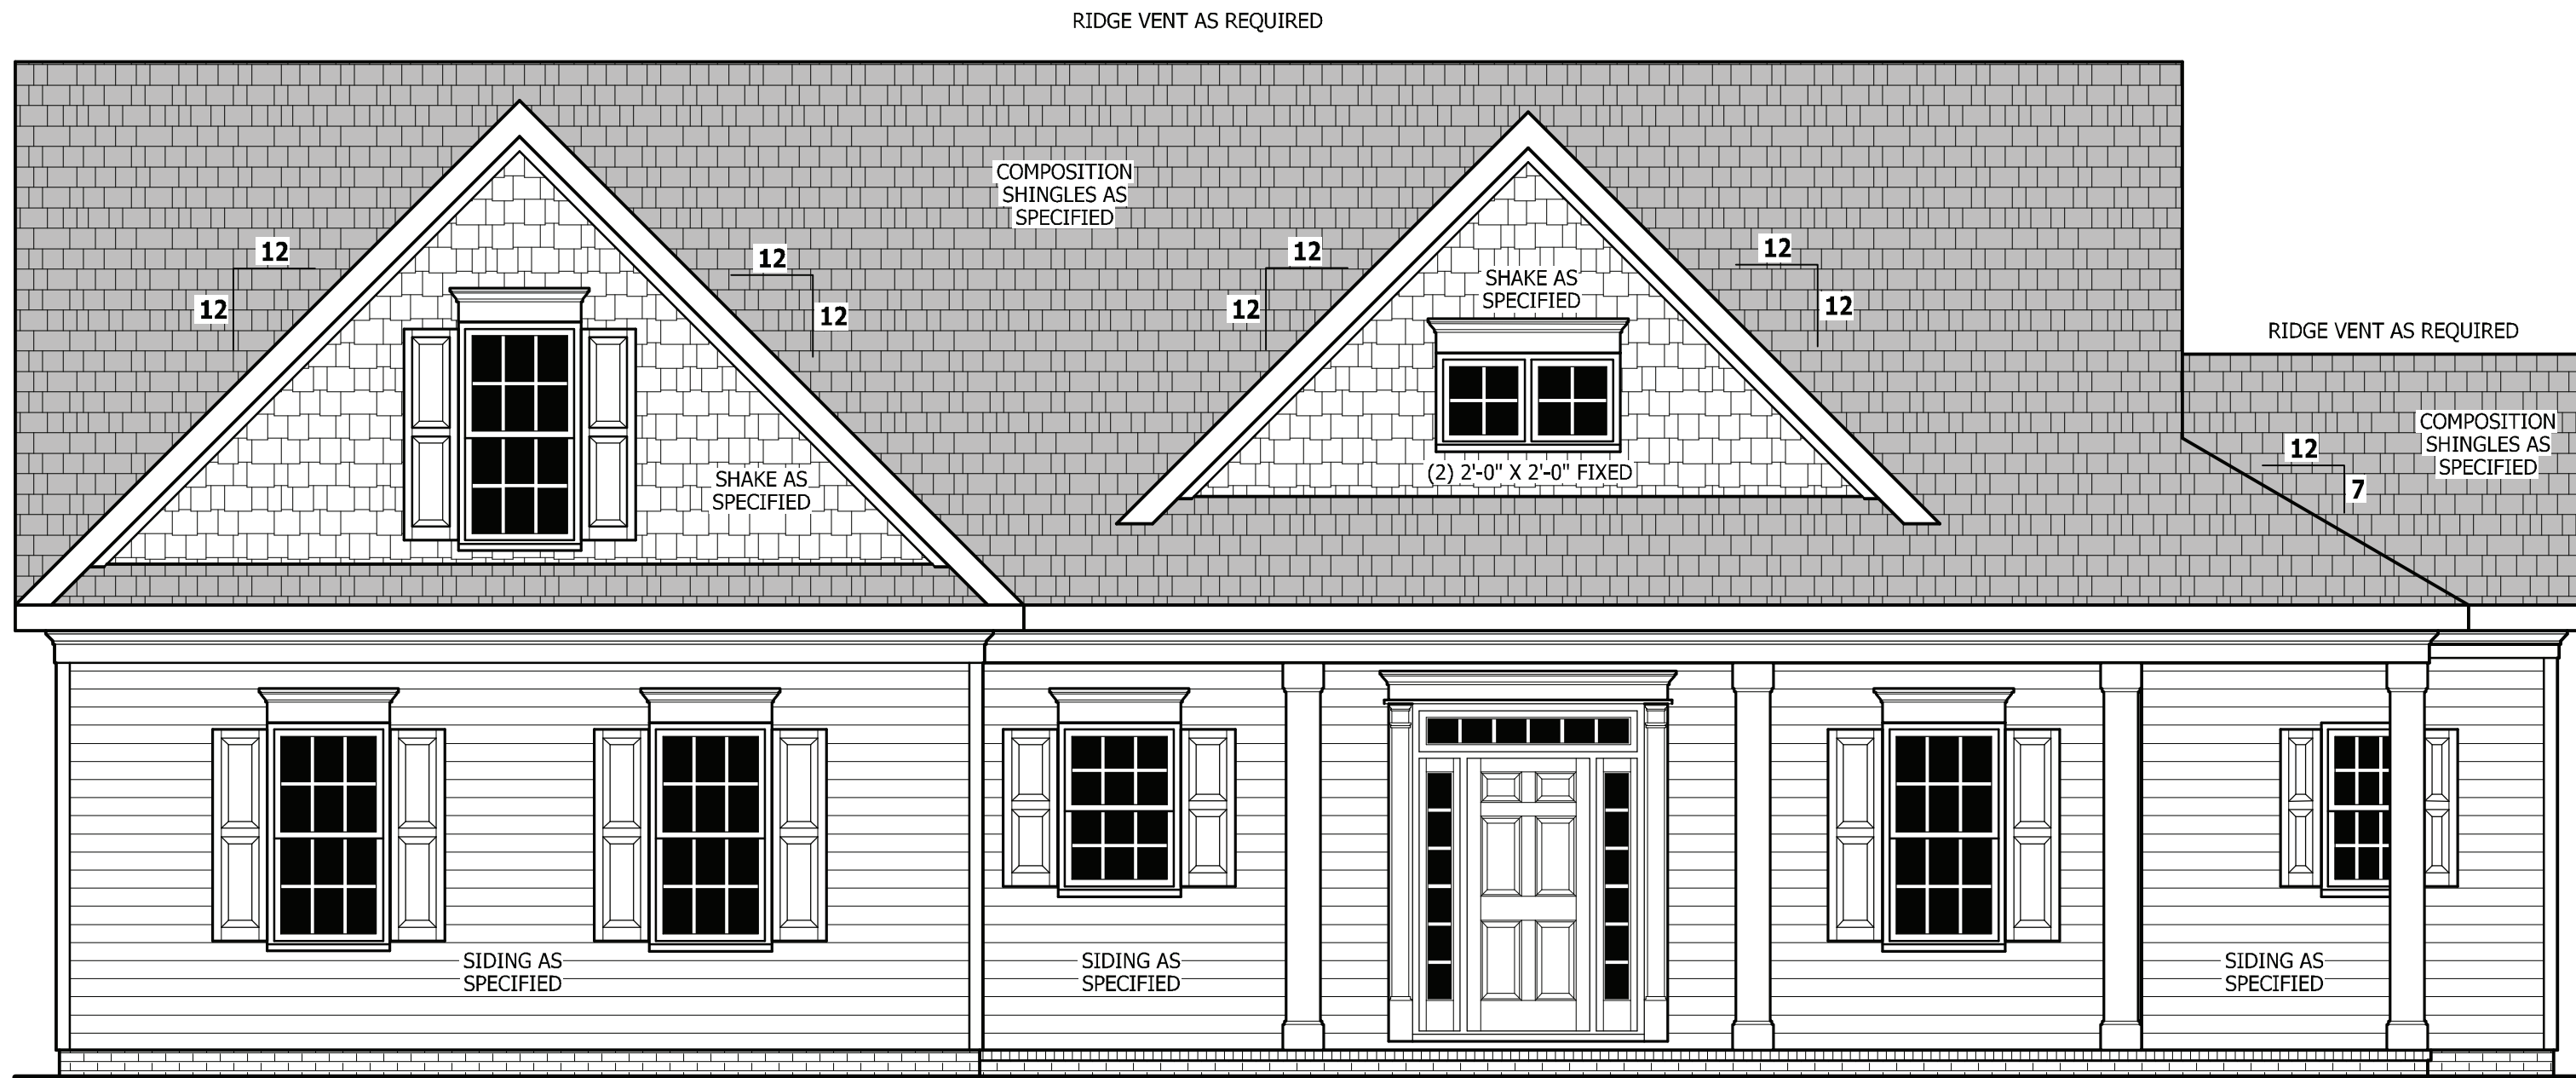 RIDGE VENT AS REQUIRED
COMPOSITION
SHINGLES AS
SPECIFIED
12
12
12
12
12
12
12
12
SHAKE AS
SPECIFIED
RIDGE VENT AS REQUIRED
COMPOSITION
SHINGLES AS
SPECIFIED
12
7
SHAKE AS
SPECIFIED
(2) 2'-0" X 2'-0" FIXED
SIDING AS
SPECIFIED
SIDING AS
SPECIFIED
SIDING AS
SPECIFIED